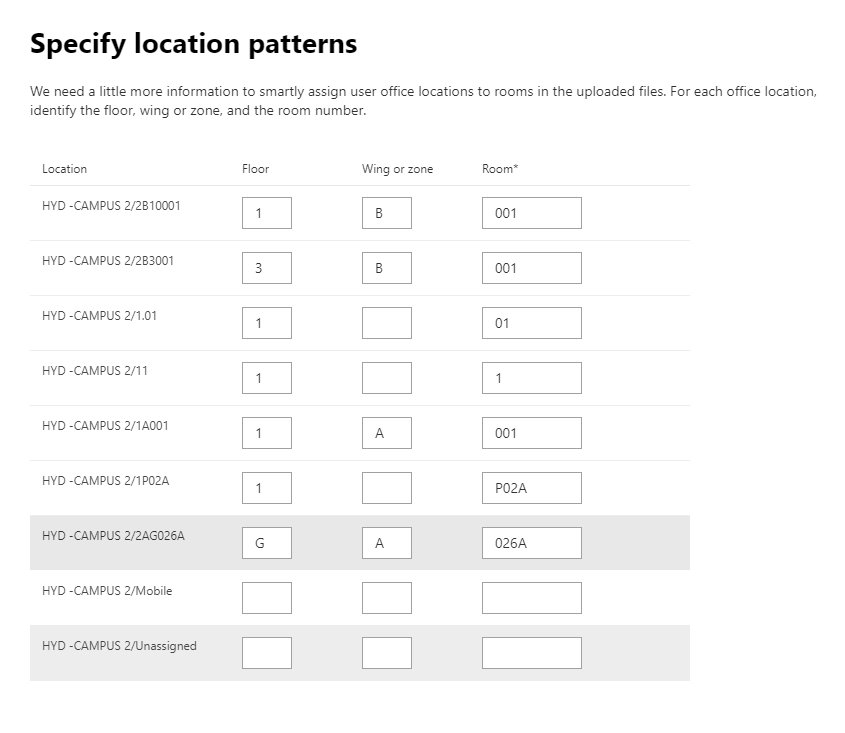 Specify location patterns
We need a little more information to smartly assign user office locations to rooms in the uploaded files. For each office location,
identify the floor, wing or zone, and the room number.
Location Floor Wing or zone Room*
HYD -CAMPUS 2/2B10001 1 B 001
HYD -CAMPUS 2/2B3001 3 B 001
HYD -CAMPUS 2/1.01 1 01
HYD -CAMPUS 2/11 1 1
HYD -CAMPUS 2/1A001 1 A 001
HYD -CAMPUS 2/1P02A 1 P02A
HYD -CAMPUS 2/2AG026A G A 026A
HYD -CAMPUS 2/Mobile
HYD -CAMPUS 2/Unassigned